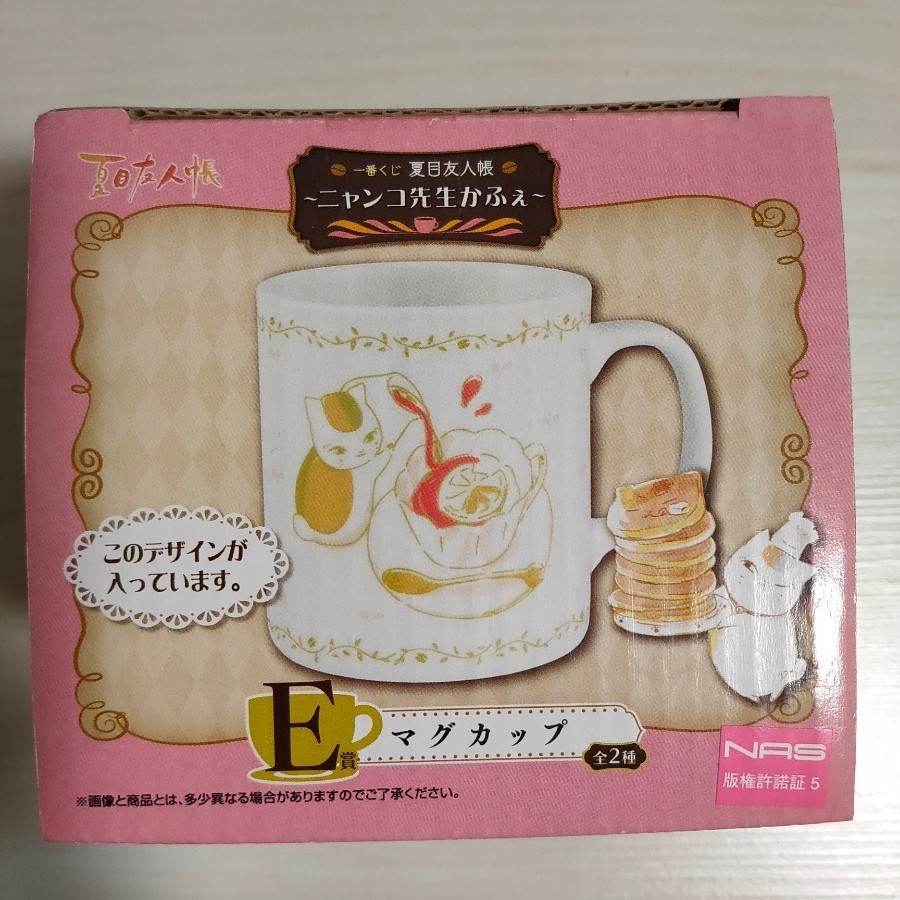 夏目友人帳
一番くじ 夏目友人帳
~ニャンコ先生かふぇ~
このデザインが
入っています。
E賞
マグカップ
全2種
※画像と商品とは、多少異なる場合がありますのでご了承ください。
NAS
版権許諾証 5